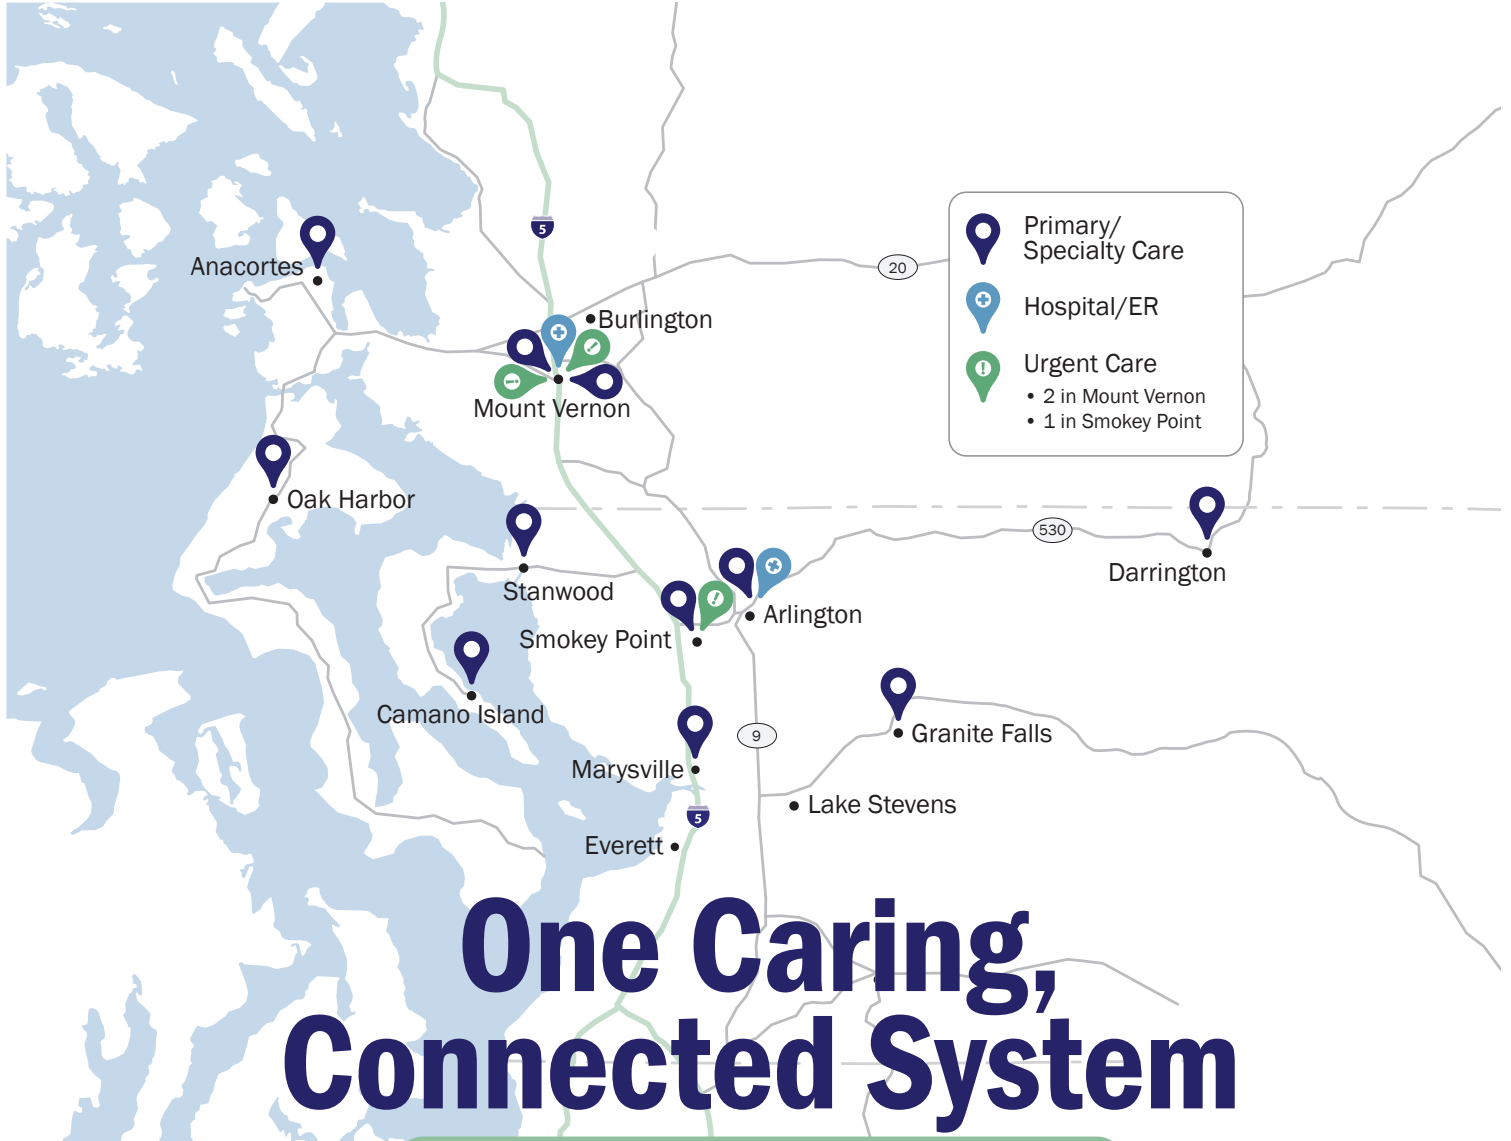 5
Primary/
Specialty Care
Anacortes
20
Hospital/ER
Burlington
Urgent Care
• 2 in Mount Vernon
• 1 in Smokey Point
Mount Vernon
Oak Harbor
530
Darrington
Stanwood
Arlington
Smokey Point
Camano Island
9
Granite Falls
Marysville
Lake Stevens
5
Everett
One Caring,
Connected System